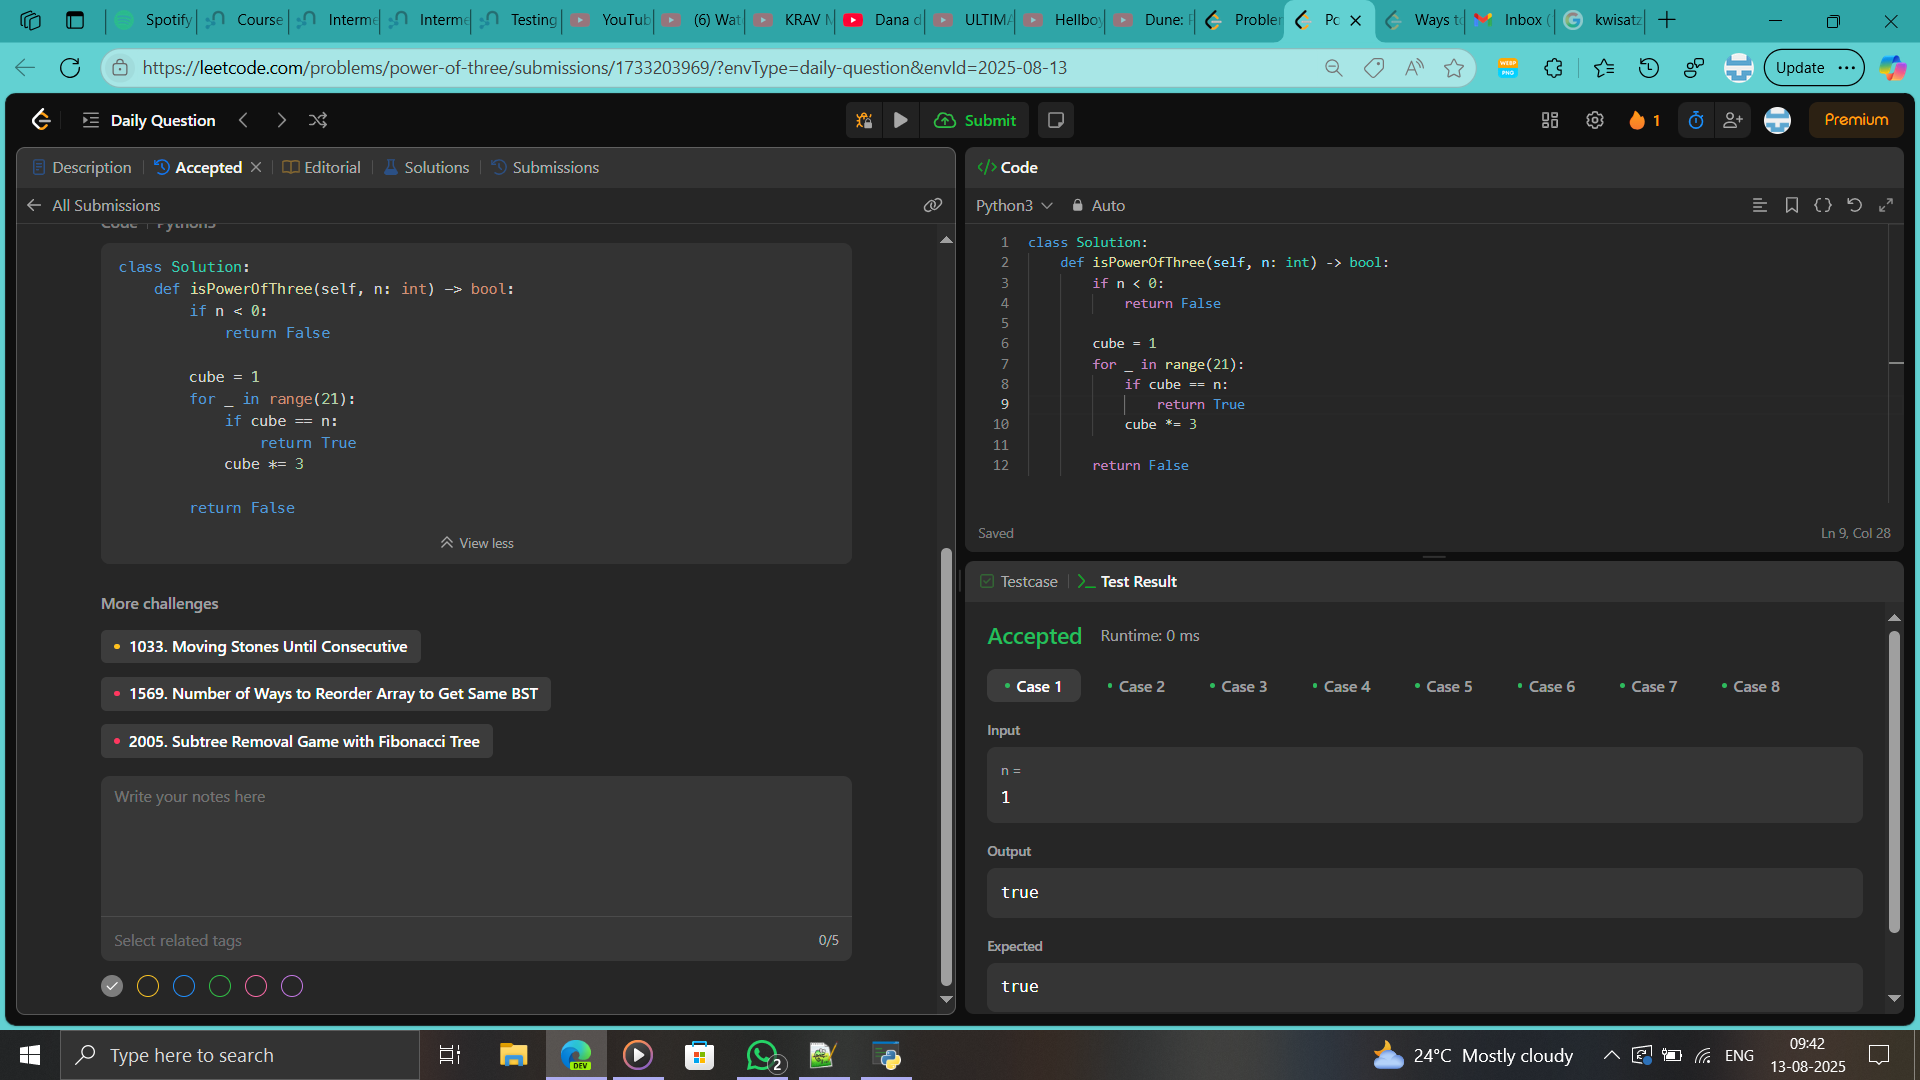 Spotify
Course
Interme
Interme
Testing
YouTub
(6) Wat
KRAV M
Dana d
ULTIMA
Hellboy
Dune: P
Problem
Po
Ways to
Inbox (
kwisatz
https://leetcode.com/problems/power-of-three/submissions/1733203969/?envType=daily-question&envId=2025-08-13
Update
Daily Question
Submit
1
Premium
Description
Accepted
Editorial
Solutions
Submissions
All Submissions
Code
Python3
class Solution:
    def isPowerOfThree(self, n: int) -> bool:
        if n < 0:
            return False

        cube = 1
        for _ in range(21):
            if cube == n:
                return True
            cube *= 3

        return False
View less
More challenges
1033. Moving Stones Until Consecutive
1569. Number of Ways to Reorder Array to Get Same BST
2005. Subtree Removal Game with Fibonacci Tree
Write your notes here
Select related tags
0/5
</> Code
Python3
Auto
1 class Solution:
2     def isPowerOfThree(self, n: int) -> bool:
3         if n < 0:
4             return False
5
6         cube = 1
7         for _ in range(21):
8             if cube == n:
9                 return True
10             cube *= 3
11
12         return False
Saved
Ln 9, Col 28
Testcase
Test Result
Accepted
Runtime: 0 ms
Case 1
Case 2
Case 3
Case 4
Case 5
Case 6
Case 7
Case 8
Input
n =
1
Output
true
Expected
true
Type here to search
DEV
2
24°C Mostly cloudy
ENG
09:42
13-08-2025